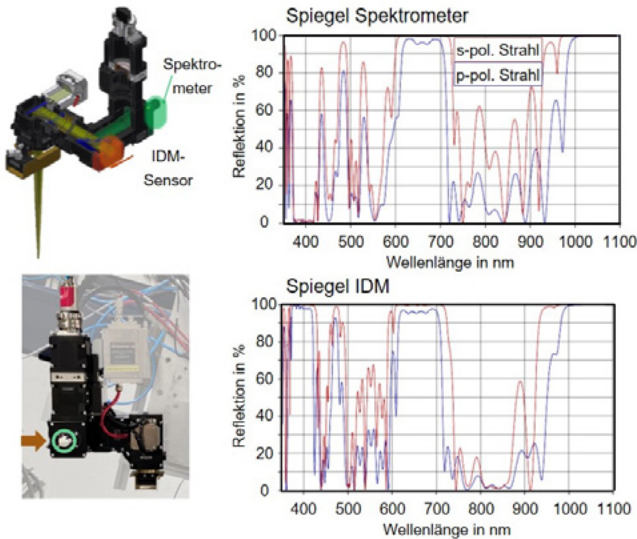 Spektro-
meter
IDM-
Sensor
Spiegel Spektrometer
Reflektion in %
100
80
60
40
20
0
s-pol. Strahl
p-pol. Strahl
400 500 600 700 800 900 1000 1100
Wellenlänge in nm
Spiegel IDM
Reflektion in %
100
80
60
40
20
0
400 500 600 700 800 900 1000 1100
Wellenlänge in nm